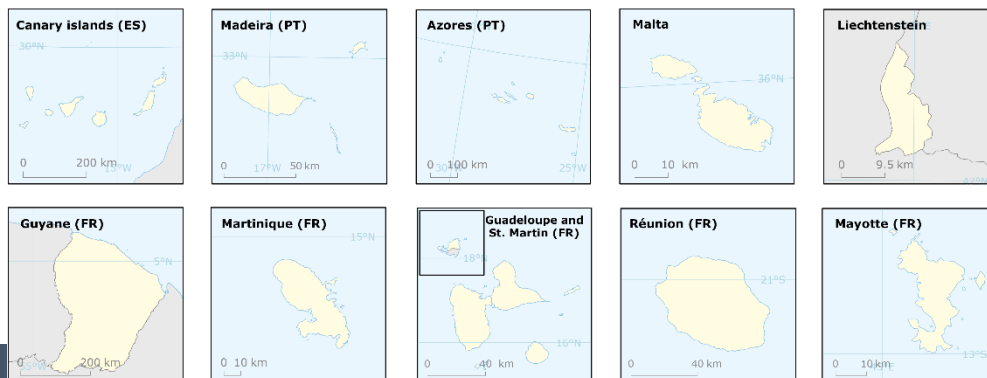 Canary islands (ES)
30°N
0 200 km
15°W
Madeira (PT)
33°N
0 50 km
17°W
Azores (PT)
0 100 km
30°W
25°W
Malta
36°N
0 10 km
Liechtenstein
0 9.5 km
Guyane (FR)
5°N
0 200 km
Martinique (FR)
15°N
0 10 km
Guadeloupe and
St. Martin (FR)
18°N
16°N
0 40 km
Réunion (FR)
21°S
0 40 km
Mayotte (FR)
0 10 km
13°S